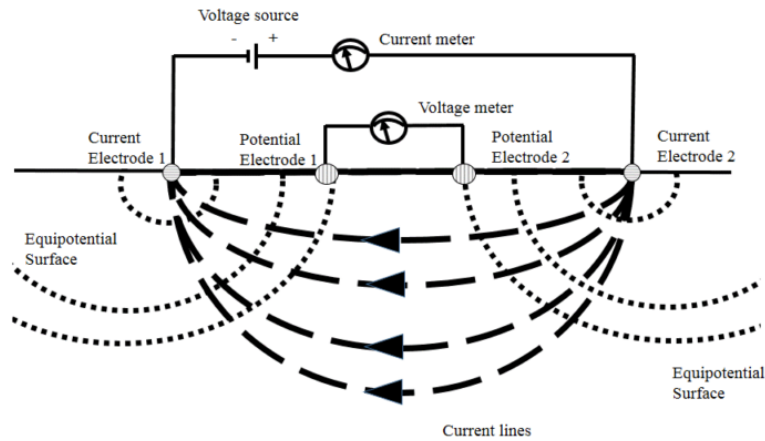 Voltage source
- +
Current meter
Voltage meter
Current
Electrode 1
Potential
Electrode 1
Potential
Electrode 2
Current
Electrode 2
Equipotential
Surface
Equipotential
Surface
Current lines